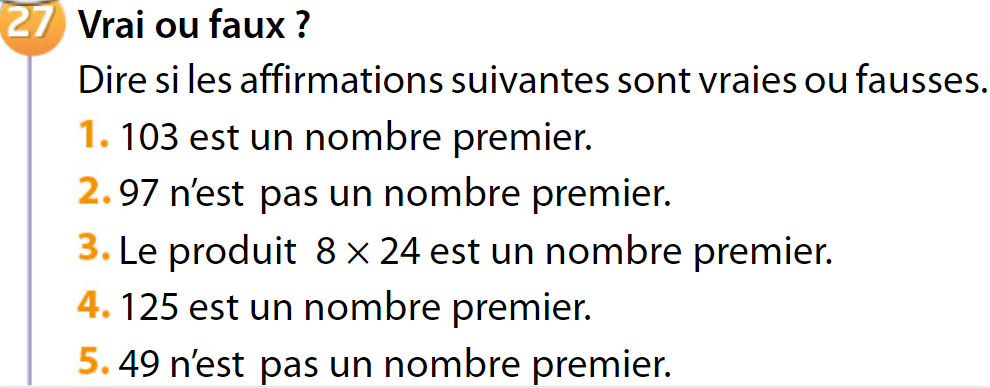 27 Vrai ou faux ?
Dire si les affirmations suivantes sont vraies ou fausses.
1. 103 est un nombre premier.
2. 97 n’est pas un nombre premier.
3. Le produit 8 × 24 est un nombre premier.
4. 125 est un nombre premier.
5. 49 n’est pas un nombre premier.